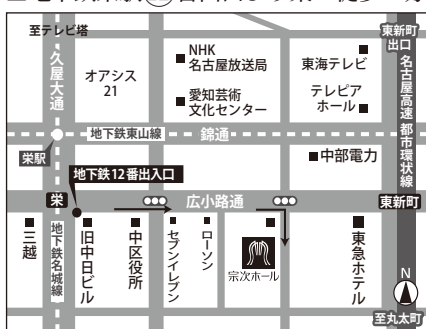 至テレビ塔
久屋大通
オアシス
21
■NHK
名古屋放送局
■愛知芸術
文化センター
東海テレビ
テレピア
ホール■
東新町
出口
名古屋高速 都市環状線
地下鉄東山線
錦通
栄駅
■中部電力
地下鉄12番出入口
栄
広小路通
東新町
三越
地下鉄名城線
旧中日ビル
中区役所
セブンイレブン
ローソン
宗次ホール
東急ホテル
N
至丸太町